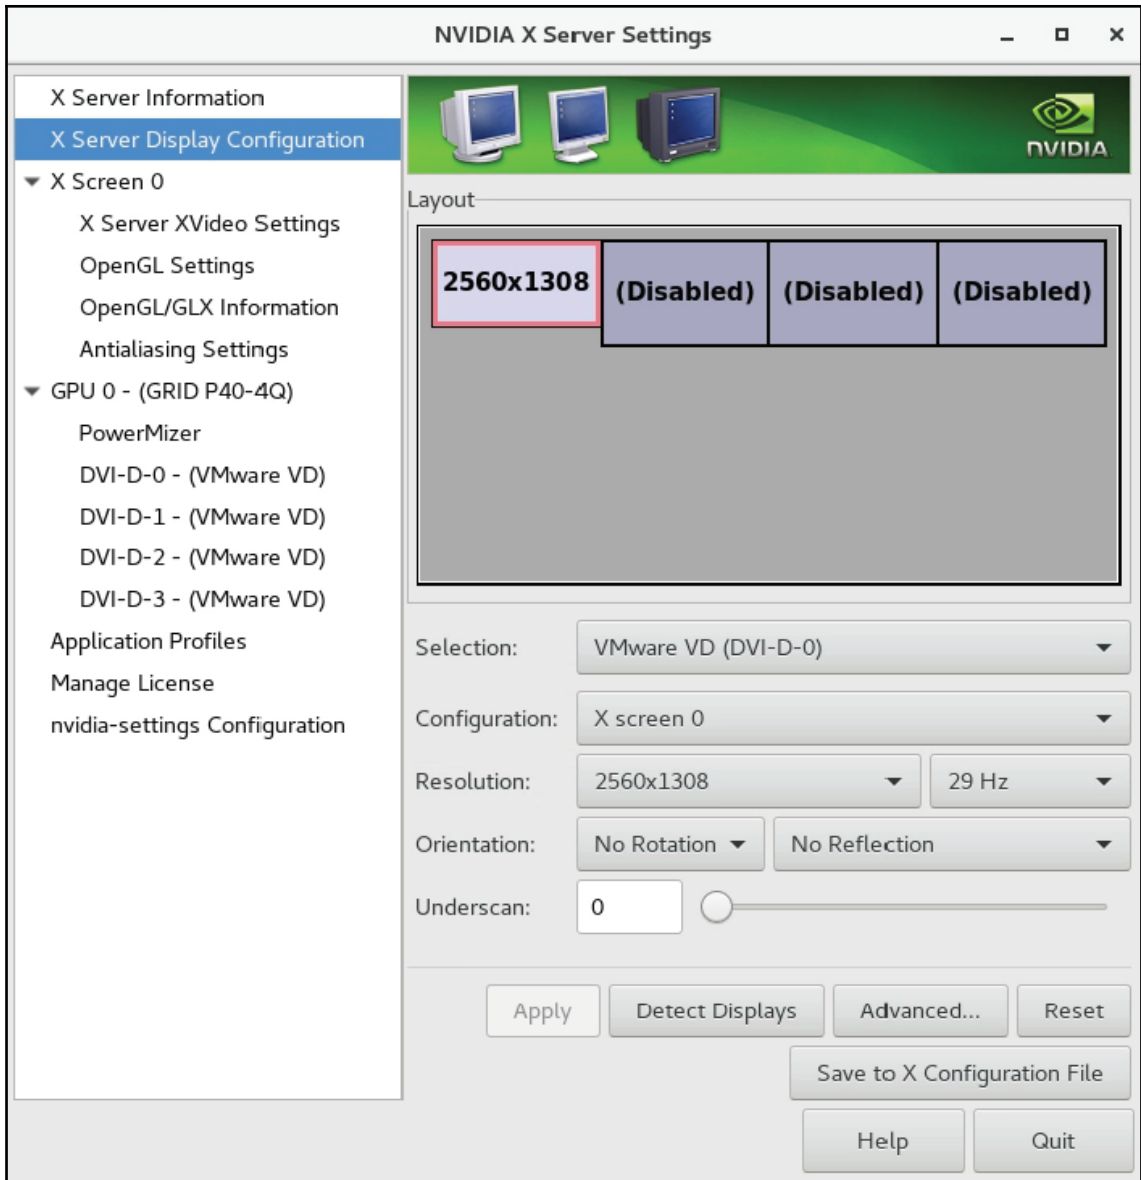 NVIDIA X Server Settings
X Server Information
X Server Display Configuration
X Screen 0
X Server XVideo Settings
OpenGL Settings
OpenGL/GLX Information
Antialiasing Settings
GPU 0 - (GRID P40-4Q)
PowerMizer
DVI-D-0 - (VMware VD)
DVI-D-1 - (VMware VD)
DVI-D-2 - (VMware VD)
DVI-D-3 - (VMware VD)
Application Profiles
Manage License
nvidia-settings Configuration
NVIDIA
Layout
2560x1308 (Disabled) (Disabled) (Disabled)
Selection: VMware VD (DVI-D-0)
Configuration: X screen 0
Resolution: 2560x1308 29 Hz
Orientation: No Rotation No Reflection
Underscan: 0
Apply Detect Displays Advanced... Reset
Save to X Configuration File
Help Quit